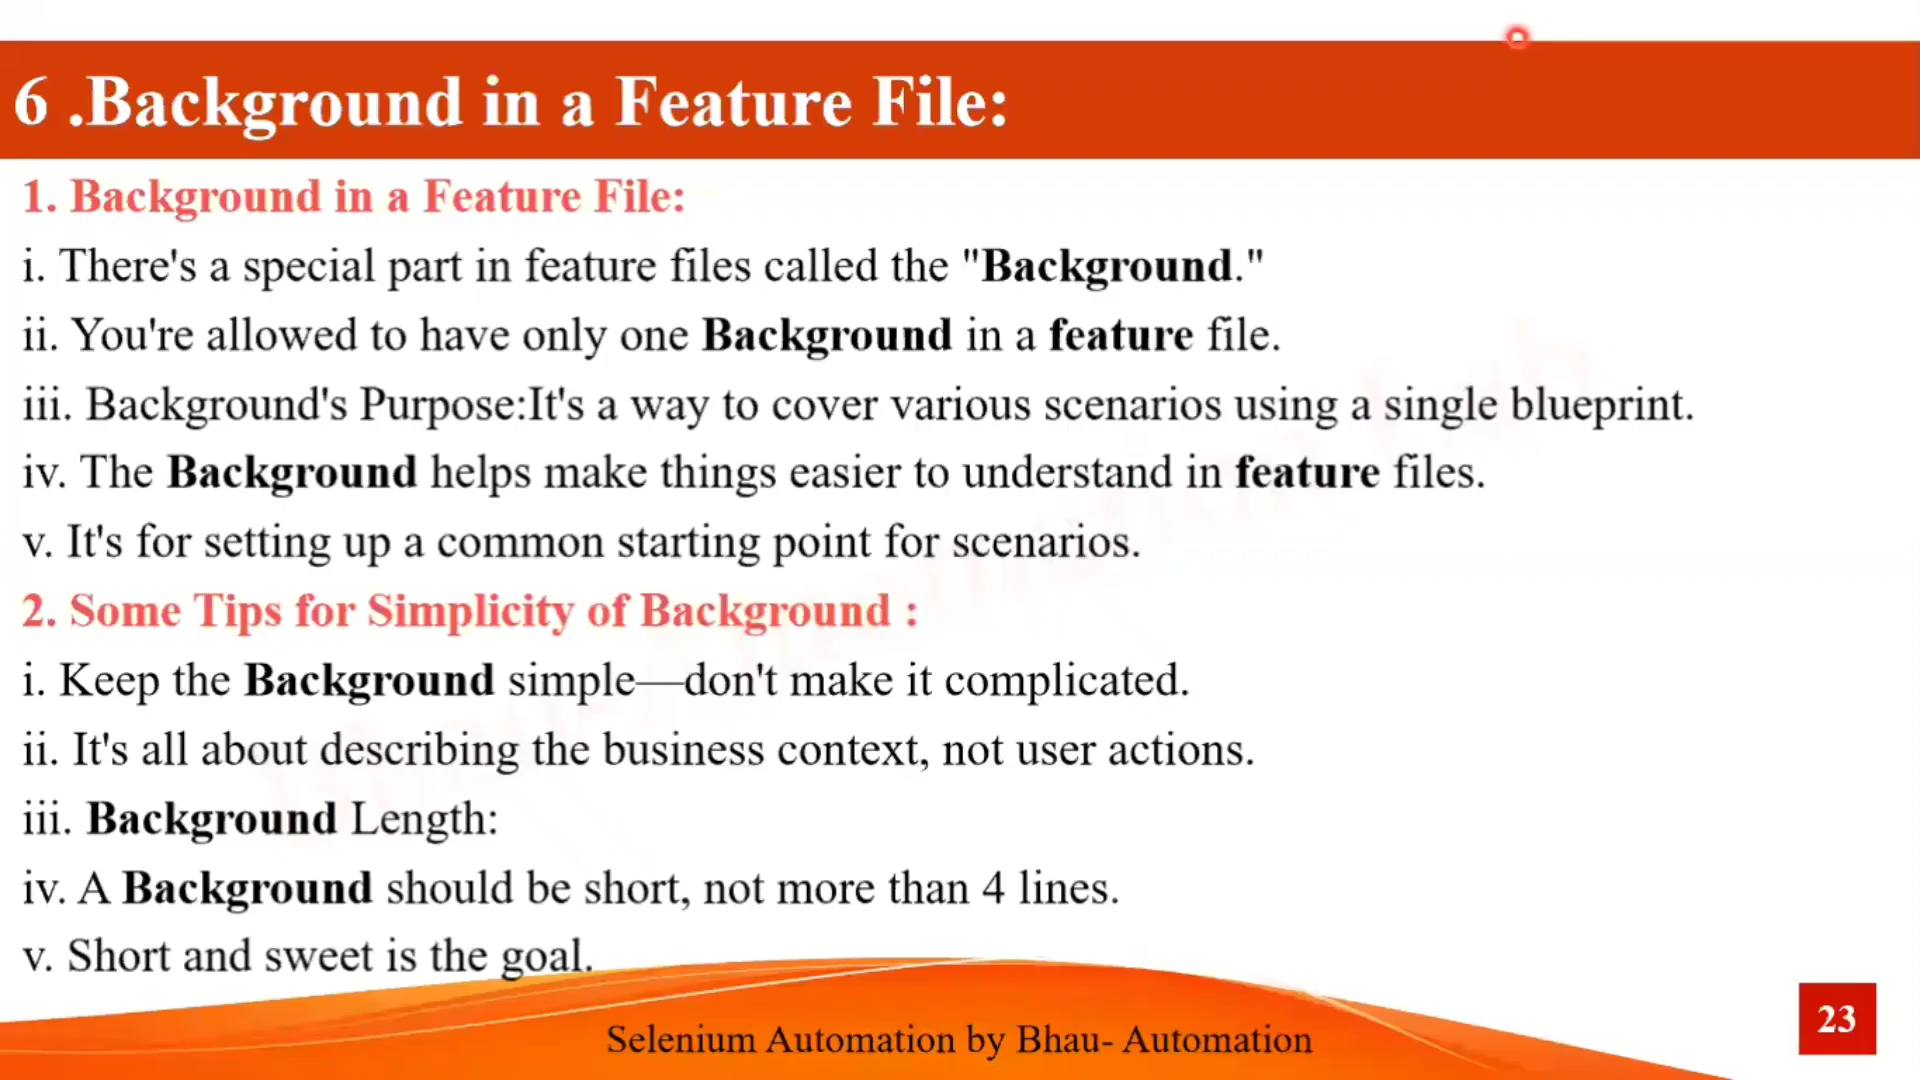 6 .Background in a Feature File:
1. Background in a Feature File:
i. There's a special part in feature files called the "Background."
ii. You're allowed to have only one Background in a feature file.
iii. Background's Purpose:It's a way to cover various scenarios using a single blueprint.
iv. The Background helps make things easier to understand in feature files.
v. It's for setting up a common starting point for scenarios.
2. Some Tips for Simplicity of Background :
i. Keep the Background simple—don't make it complicated.
ii. It's all about describing the business context, not user actions.
iii. Background Length:
iv. A Background should be short, not more than 4 lines.
v. Short and sweet is the goal.
Selenium Automation by Bhau- Automation
23